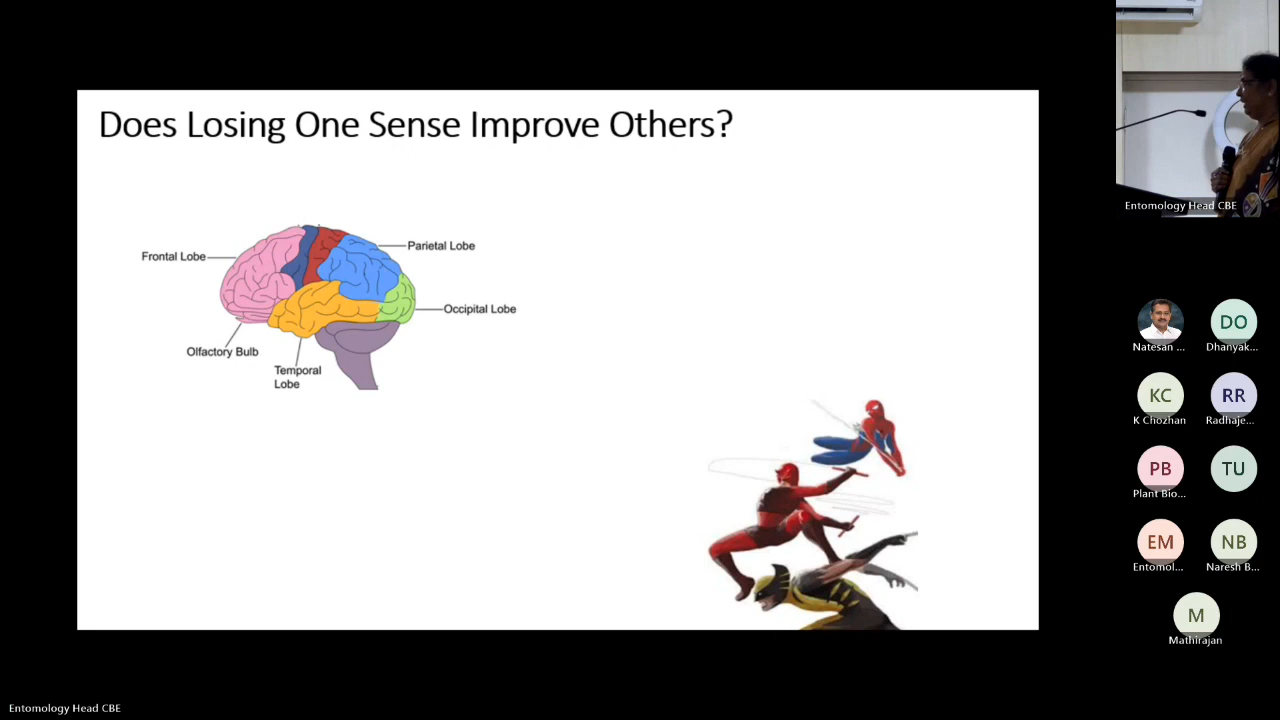 Does Losing One Sense Improve Others?
Frontal Lobe
Parietal Lobe
Occipital Lobe
Olfactory Bulb
Temporal
Lobe
Entomology Head CBE
Natesan ...
DO
Dhanyak...
KC
K Chozhan
RR
Radhaje...
PB
Plant Bio...
TU
EM
Entomol...
NB
Naresh B...
M
Mathirajan
Entomology Head CBE